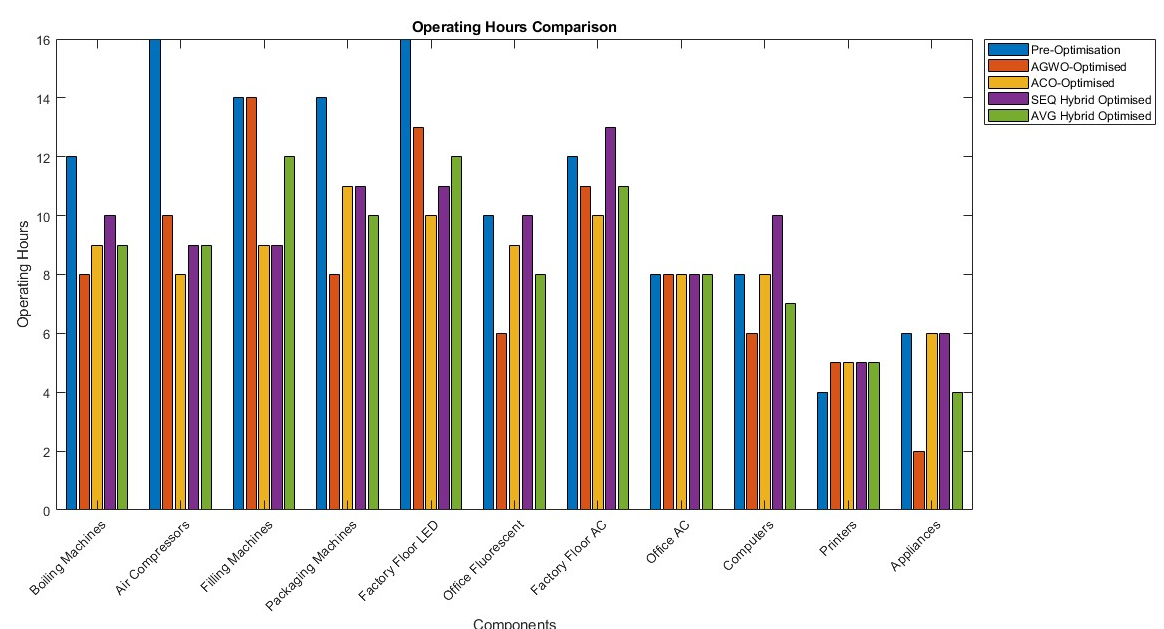 Operating Hours Comparison
Pre-Optimisation
AGWO-Optimised
ACO-Optimised
SEQ Hybrid Optimised
AVG Hybrid Optimised
16
14
12
10
8
6
4
2
0
Operating Hours
Boiling Machines
Air Compressors
Filling Machines
Packaging Machines
Factory Floor LED
Office Fluorescent
Factory Floor AC
Office AC
Computers
Printers
Appliances
Components